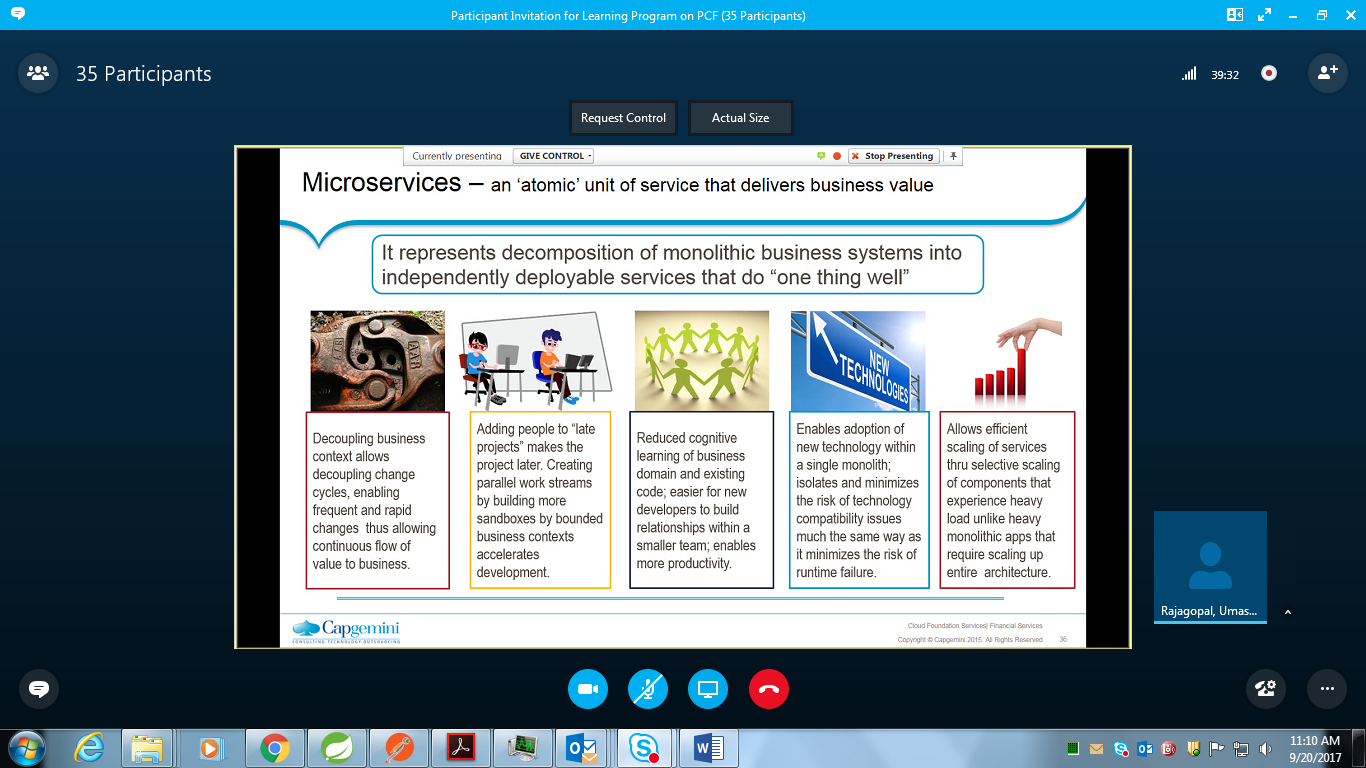 Participant Invitation for Learning Program on PCF (35 Participants)
35 Participants
39:32
Request Control
Actual Size
Currently presenting
GIVE CONTROL
Stop Presenting
Microservices – an ‘atomic’ unit of service that delivers business value
It represents decomposition of monolithic business systems into
independently deployable services that do “one thing well”
AAR
NEW
TECHNOLOGIES
Decoupling business
context allows
decoupling change
cycles, enabling
frequent and rapid
changes thus allowing
continuous flow of
value to business.
Adding people to “late
projects” makes the
project later. Creating
parallel work streams
by building more
sandboxes by bounded
business contexts
accelerates
development.
Reduced cognitive
learning of business
domain and existing
code; easier for new
developers to build
relationships within a
smaller team; enables
more productivity.
Enables adoption of
new technology within
a single monolith;
isolates and minimizes
the risk of technology
compatibility issues
much the same way as
it minimizes the risk of
runtime failure.
Allows efficient
scaling of services
thru selective scaling
of components that
experience heavy
load unlike heavy
monolithic apps that
require scaling up
entire architecture.
Capgemini
CONSULTING.TECHNOLOGY.OUTSOURCING
Cloud Foundation Services| Financial Services
Copyright © Capgemini 2015. All Rights Reserved
36
Rajagopal, Umas...
11:10 AM
9/20/2017